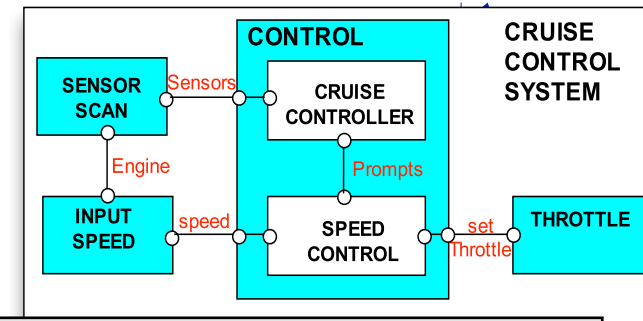 CONTROL
CRUISE
CONTROL
SYSTEM
SENSOR
SCAN
Sensors
CRUISE
CONTROLLER
Engine
Prompts
INPUT
SPEED
speed
SPEED
CONTROL
set
Throttle
THROTTLE